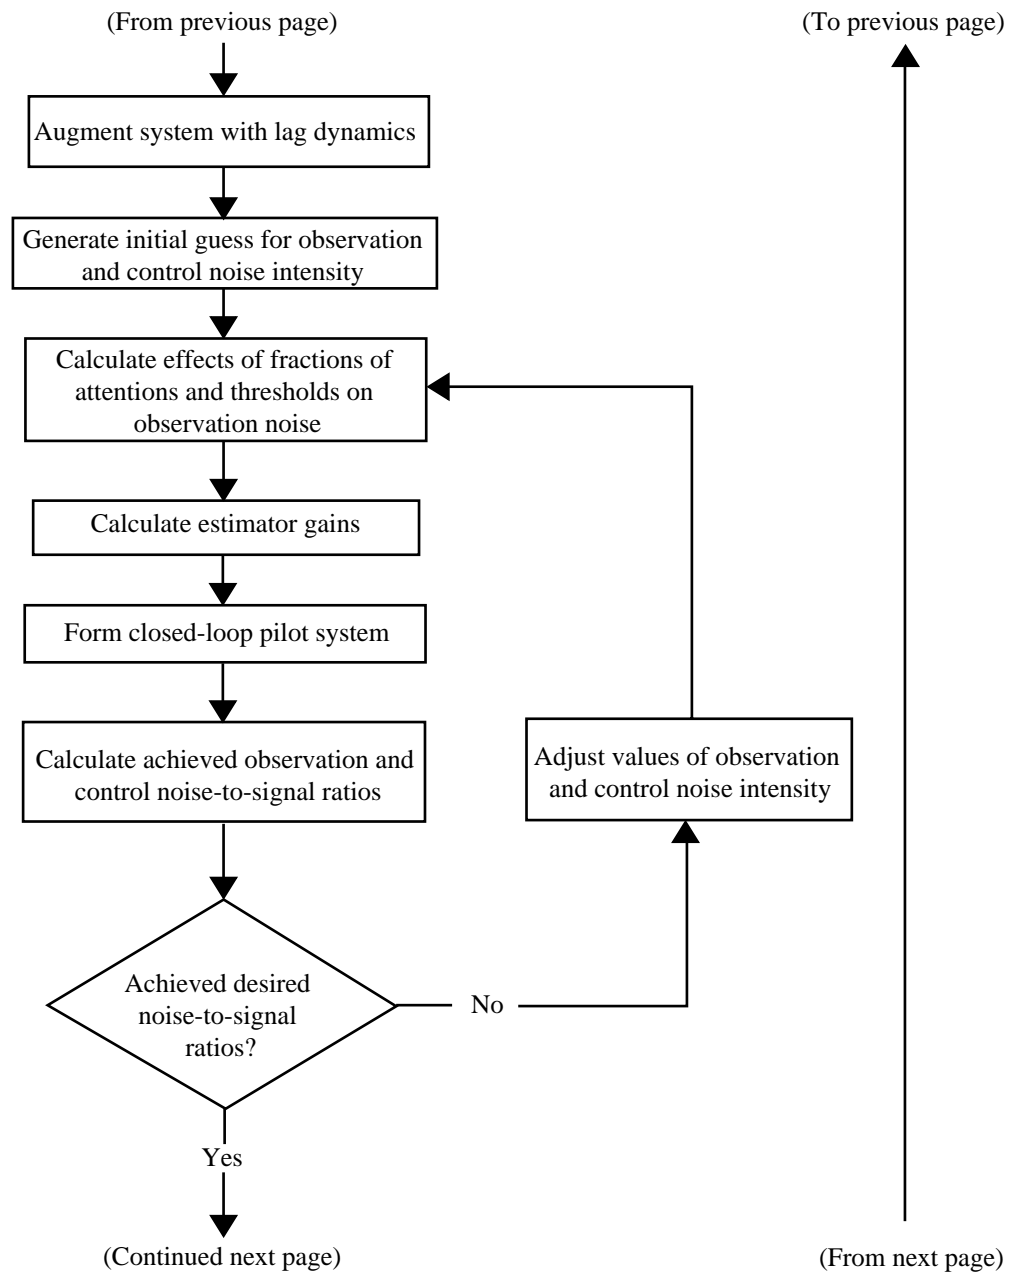 (From previous page)
(To previous page)
Augment system with lag dynamics
Generate initial guess for observation
and control noise intensity
Calculate effects of fractions of
attentions and thresholds on
observation noise
Calculate estimator gains
Form closed-loop pilot system
Calculate achieved observation and
control noise-to-signal ratios
Adjust values of observation
and control noise intensity
Achieved desired
noise-to-signal
ratios?
No
Yes
(Continued next page)
(From next page)